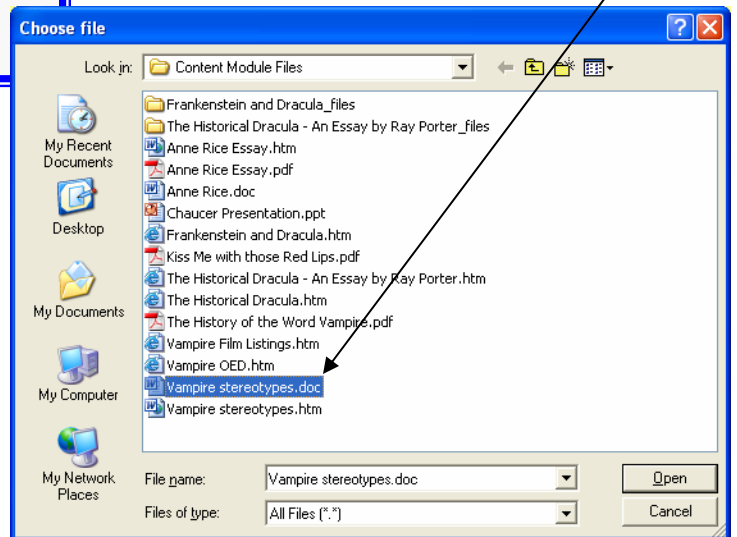 Choose file
Look in:
Content Module Files
My Recent
Documents
Desktop
My Documents
My Computer
My Network
Places
Frankenstein and Dracula_files
The Historical Dracula - An Essay by Ray Porter_files
Anne Rice Essay.htm
Anne Rice Essay.pdf
Anne Rice.doc
Chaucer Presentation.ppt
Frankenstein and Dracula.htm
Kiss Me with those Red Lips.pdf
The Historical Dracula - An Essay by Ray Porter.htm
The Historical Dracula.htm
The History of the Word Vampire.pdf
Vampire Film Listings.htm
Vampire OED.htm
Vampire stereotypes.doc
Vampire stereotypes.htm
File name:
Vampire stereotypes.doc
Open
Files of type:
All Files (*.*)
Cancel